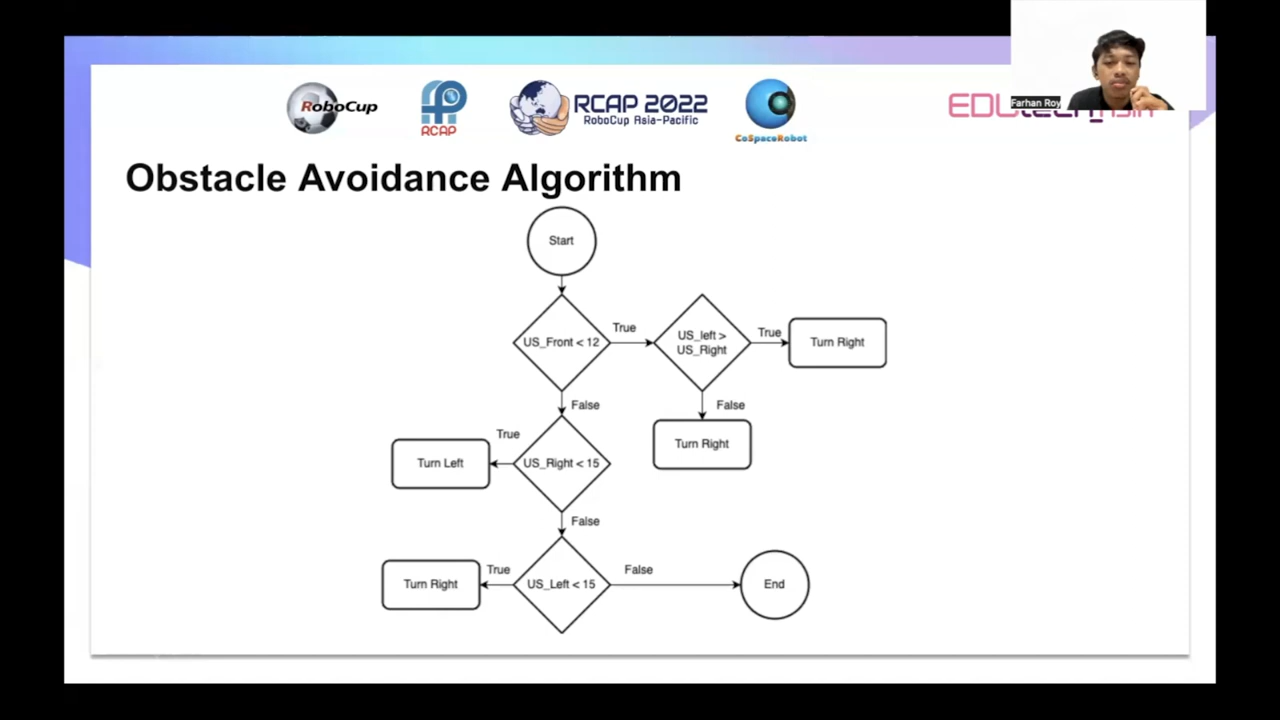 RoboCup
RCAP
RCAP 2022
RoboCup Asia-Pacific
CoSpaceRobot
Farhan Roy
Obstacle Avoidance Algorithm
Start
US_Front < 12
True
US_left >
US_Right
True
Turn Right
False
False
Turn Right
True
Turn Left
US_Right < 15
False
True
Turn Right
US_Left < 15
False
End